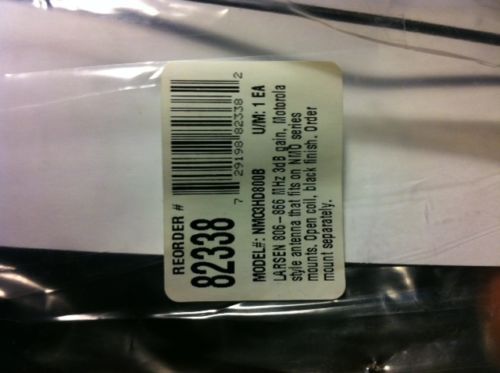 REORDER #
82338
7 29198 82338 2
MODEL#: NMO3HD800B U/M: 1 EA
LARSEN 806-866 MHz 3dB gain, Motorola
style antenna that fits on NMO series
mounts. Open coil, black finish. Order
mount separately.